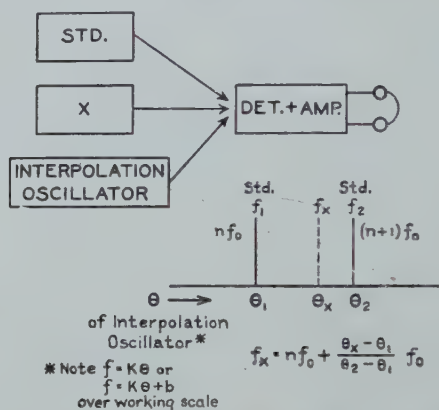 STD.
X
DET.+AMP.
INTERPOLATION
OSCILLATOR
Std. Std.
f₁ fₓ f₂
nf₀ (n+1)f₀
θ → θ₁ θₓ θ₂
of Interpolation
Oscillator*
* Note f = Kθ or
f = Kθ+b
over working scale
fₓ = nf₀ + (θₓ-θ₁)/(θ₂-θ₁) f₀